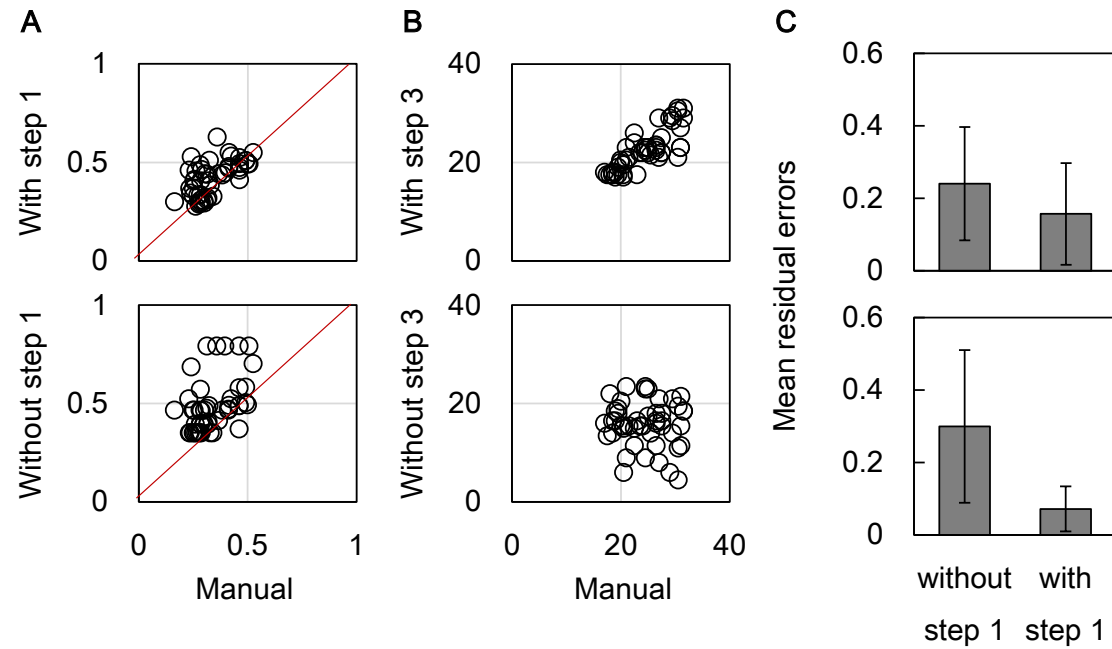 A
With step 1
1
0.5
0
Without step 1
1
0.5
0
0
0.5
1
Manual
B
With step 3
40
20
0
Without step 3
40
20
0
0
20
40
Manual
C
Mean residual errors
0.6
0.4
0.2
0
0.6
0.4
0.2
0
without with
step 1 step 1